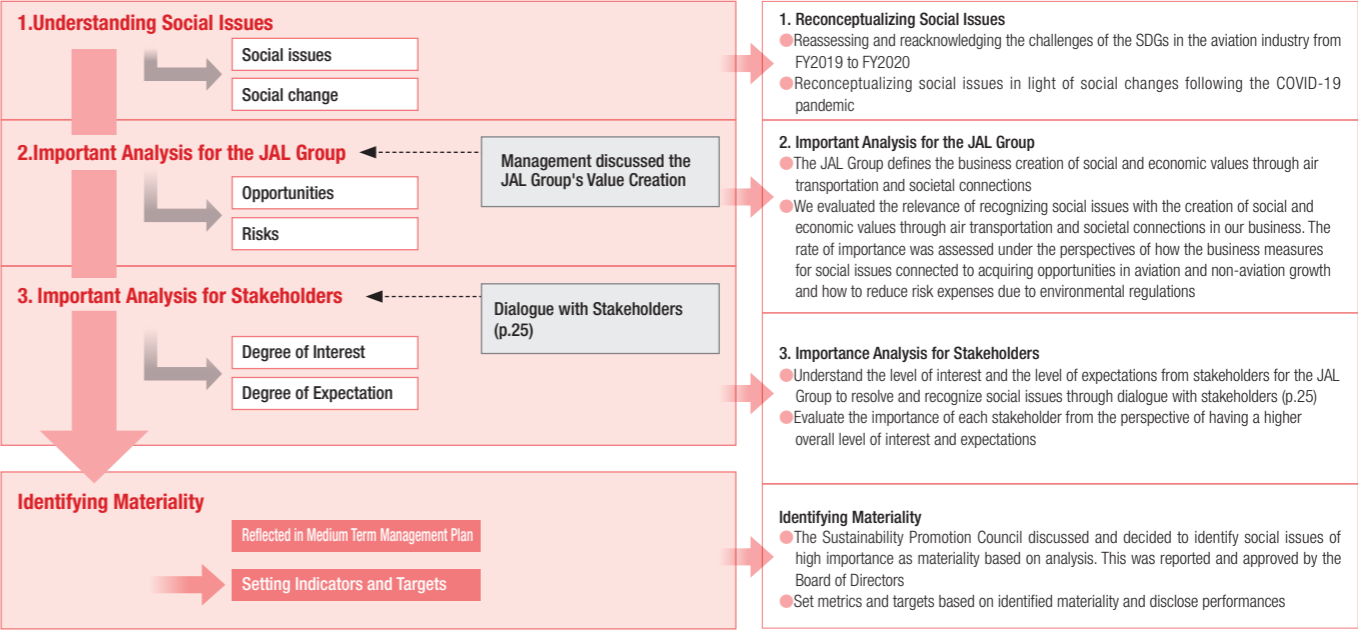 1.Understanding Social Issues
Social issues
Social change
2.Important Analysis for the JAL Group
Management discussed the
JAL Group's Value Creation
Opportunities
Risks
3. Important Analysis for Stakeholders
Dialogue with Stakeholders
(p.25)
Degree of Interest
Degree of Expectation
Identifying Materiality
Reflected in Medium Term Management Plan
Setting Indicators and Targets
1. Reconceptualizing Social Issues
●Reassessing and reacknowledging the challenges of the SDGs in the aviation industry from
FY2019 to FY2020
●Reconceptualizing social issues in light of social changes following the COVID-19
pandemic
2. Important Analysis for the JAL Group
●The JAL Group defines the business creation of social and economic values through air
transportation and societal connections
●We evaluated the relevance of recognizing social issues with the creation of social and
economic values through air transportation and societal connections in our business. The
rate of importance was assessed under the perspectives of how the business measures
for social issues connected to acquiring opportunities in aviation and non-aviation growth
and how to reduce risk expenses due to environmental regulations
3. Importance Analysis for Stakeholders
●Understand the level of interest and the level of expectations from stakeholders for the JAL
Group to resolve and recognize social issues through dialogue with stakeholders (p.25)
●Evaluate the importance of each stakeholder from the perspective of having a higher
overall level of interest and expectations
Identifying Materiality
●The Sustainability Promotion Council discussed and decided to identify social issues of
high importance as materiality based on analysis. This was reported and approved by the
Board of Directors
●Set metrics and targets based on identified materiality and disclose performances